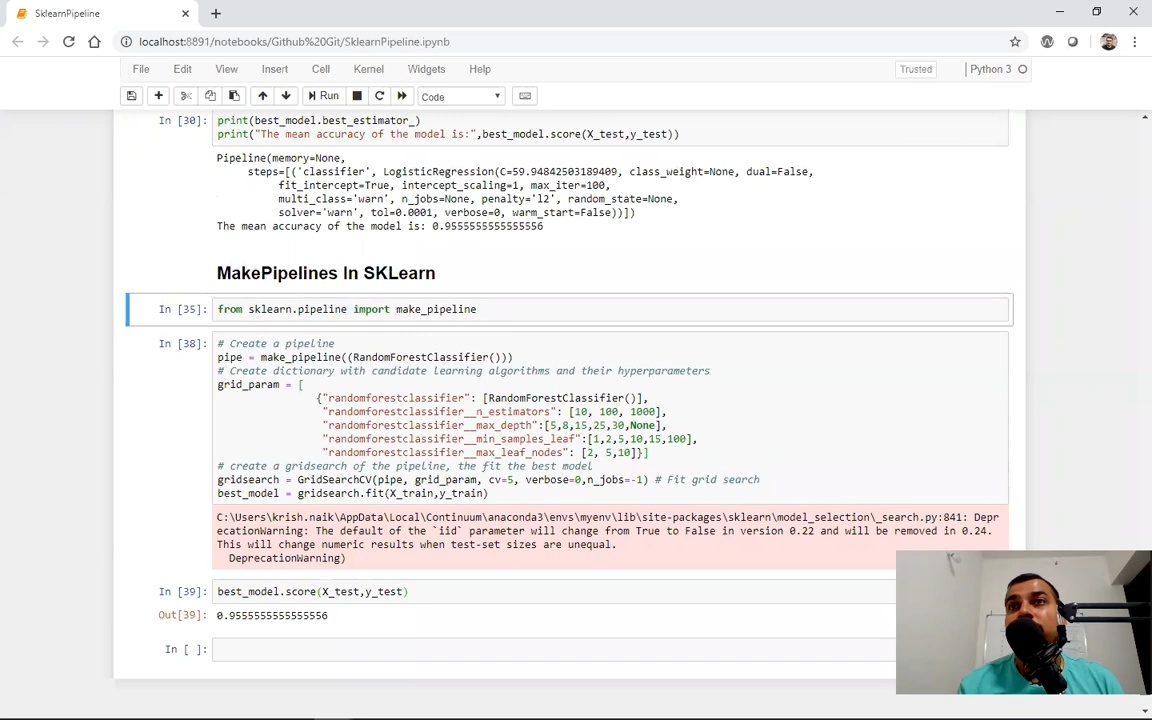 SklearnPipeline
localhost:8891/notebooks/Github%20Git/SklearnPipeline.ipynb
File Edit View Insert Cell Kernel Widgets Help Trusted Python 3
Run Code
In [30]: print(best_model.best_estimator_)
print("The mean accuracy of the model is:",best_model.score(X_test,y_test))
Pipeline(memory=None,
steps=[('classifier', LogisticRegression(C=59.94842503189409, class_weight=None, dual=False,
fit_intercept=True, intercept_scaling=1, max_iter=100,
multi_class='warn', n_jobs=None, penalty='l2', random_state=None,
solver='warn', tol=0.0001, verbose=0, warm_start=False))])
The mean accuracy of the model is: 0.9555555555555556
MakePipelines In SKLearn
In [35]: from sklearn.pipeline import make_pipeline
In [38]: # Create a pipeline
pipe = make_pipeline((RandomForestClassifier()))
# Create dictionary with candidate learning algorithms and their hyperparameters
grid_param = [
{"randomforestclassifier": [RandomForestClassifier()],
"randomforestclassifier__n_estimators": [10, 100, 1000],
"randomforestclassifier__max_depth":[5,8,15,25,30,None],
"randomforestclassifier__min_samples_leaf":[1,2,5,10,15,100],
"randomforestclassifier__max_leaf_nodes": [2, 5,10]}]
# create a gridsearch of the pipeline, the fit the best model
gridsearch = GridSearchCV(pipe, grid_param, cv=5, verbose=0,n_jobs=-1) # Fit grid search
best_model = gridsearch.fit(X_train,y_train)
C:\Users\krish.naik\AppData\Local\Continuum\anaconda3\envs\myenv\lib\site-packages\sklearn\model_selection\_search.py:841: Depr
ecationWarning: The default of the `iid` parameter will change from True to False in version 0.22 and will be removed in 0.24.
This will change numeric results when test-set sizes are unequal.
DeprecationWarning)
In [39]: best_model.score(X_test,y_test)
Out[39]: 0.9555555555555556
In [ ]: